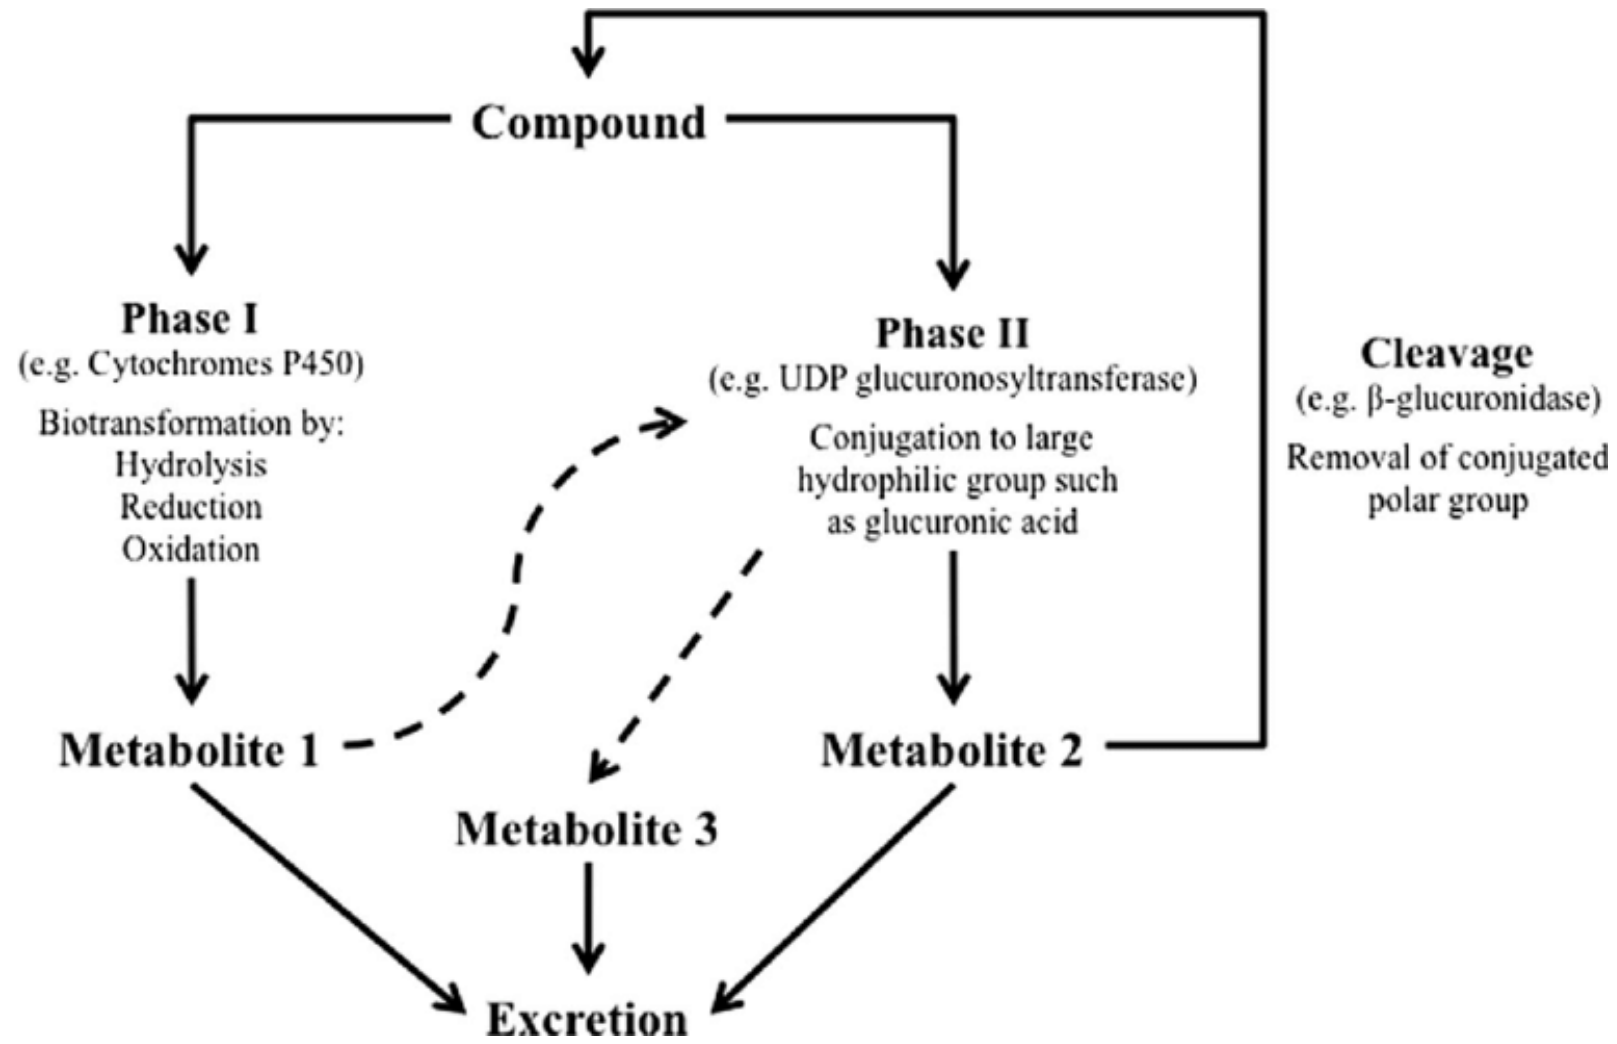 Compound
Phase I
(e.g. Cytochromes P450)
Biotransformation by:
Hydrolysis
Reduction
Oxidation
Phase II
(e.g. UDP glucuronosyltransferase)
Conjugation to large
hydrophilic group such
as glucuronic acid
Cleavage
(e.g. β-glucuronidase)
Removal of conjugated
polar group
Metabolite 1
Metabolite 2
Metabolite 3
Excretion